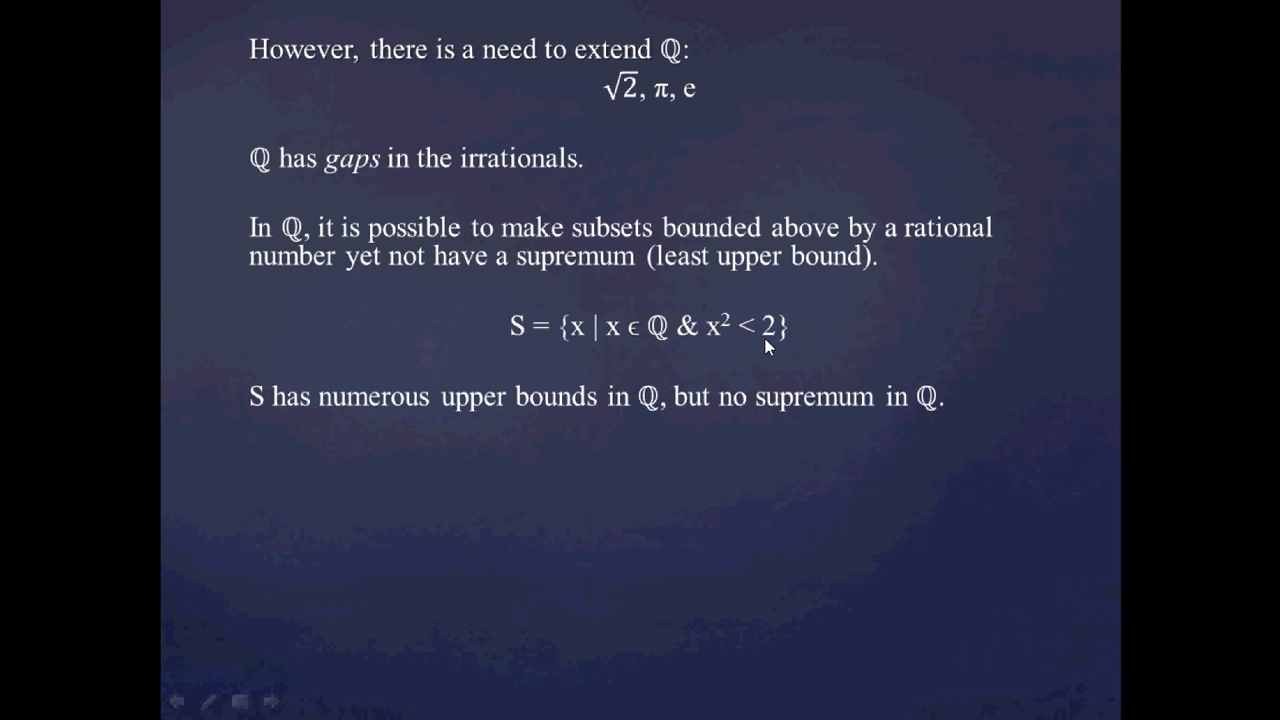 However, there is a need to extend ℚ:
√2, π, e
ℚ has gaps in the irrationals.
In ℚ, it is possible to make subsets bounded above by a rational
number yet not have a supremum (least upper bound).
S = {x | x ϵ ℚ & x² < 2}
S has numerous upper bounds in ℚ, but no supremum in ℚ.